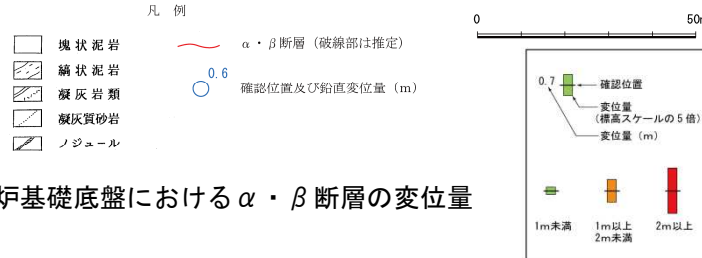 凡 例
塊状泥岩
縞状泥岩
凝灰岩類
凝灰質砂岩
ノジュール
α・β断層（破線部は推定）
0.6
確認位置及び鉛直変位量（m）
炉基礎底盤におけるα・β断層の変位量
0 50m
0.7
確認位置
変位量
（標高スケールの5倍）
変位量（m）
1m未満
1m以上
2m未満
2m以上